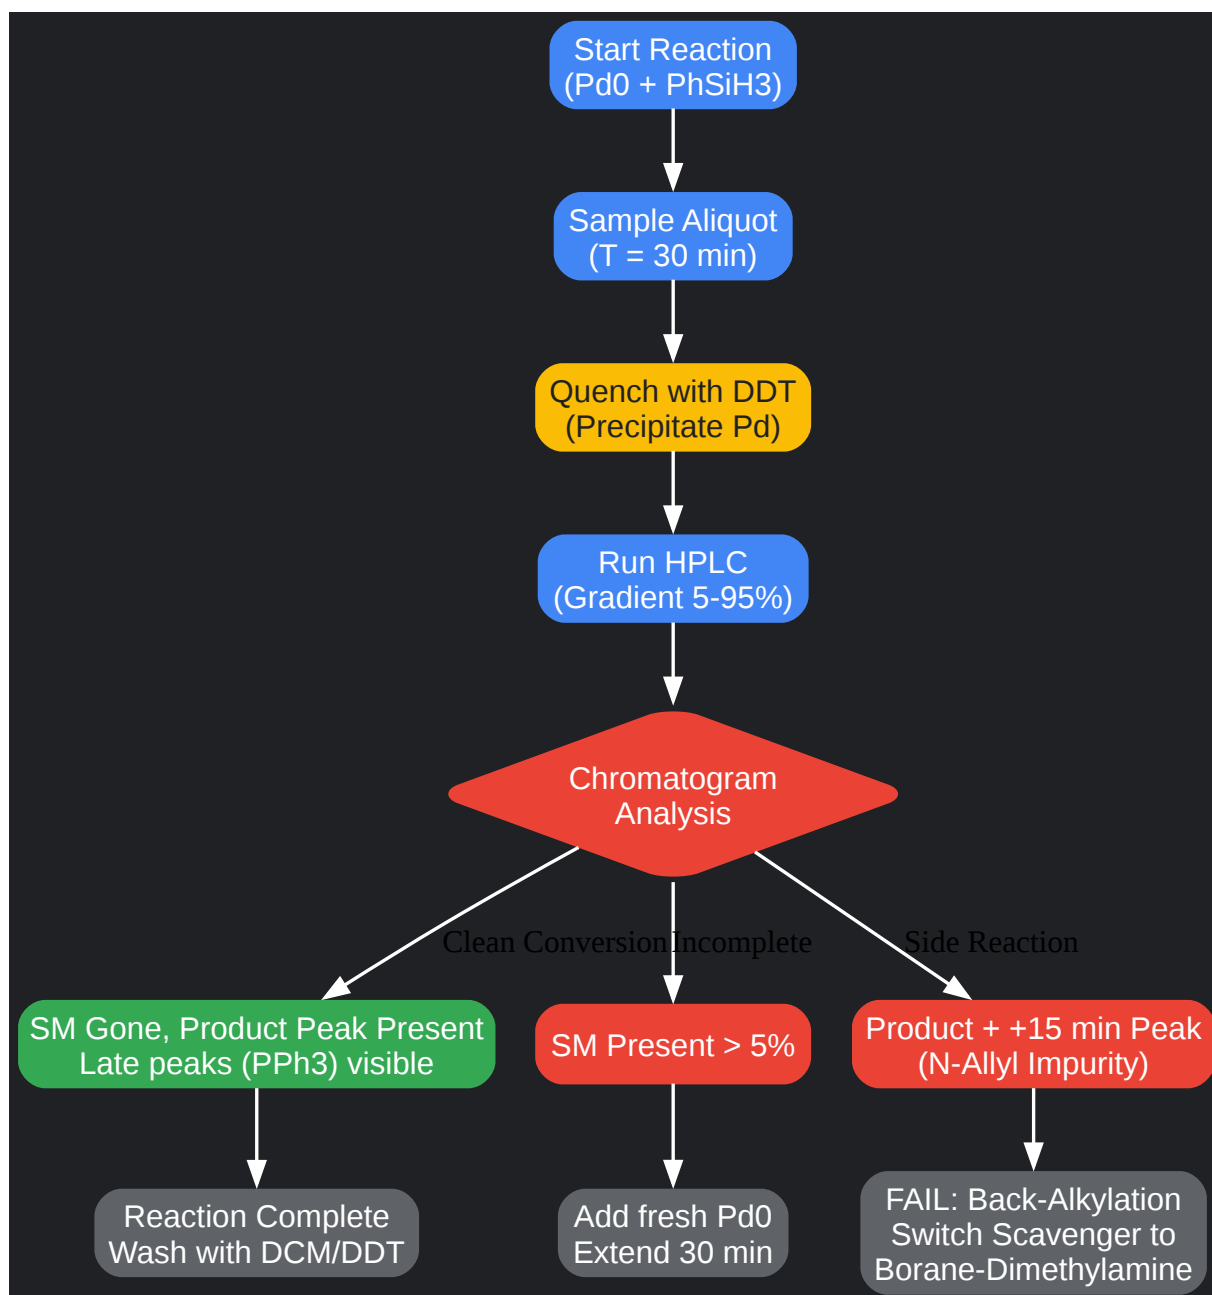 Start Reaction
(Pd0 + PhSiH3)
Sample Aliquot
(T = 30 min)
Quench with DDT
(Precipitate Pd)
Run HPLC
(Gradient 5-95%)
Chromatogram
Analysis
Clean Conversion
Incomplete
Side Reaction
SM Gone, Product Peak Present
Late peaks (PPh3) visible
SM Present > 5%
Product + +15 min Peak
(N-Allyl Impurity)
Reaction Complete
Wash with DCM/DDT
Add fresh Pd0
Extend 30 min
FAIL: Back-Alkylation
Switch Scavenger to
Borane-Dimethylamine